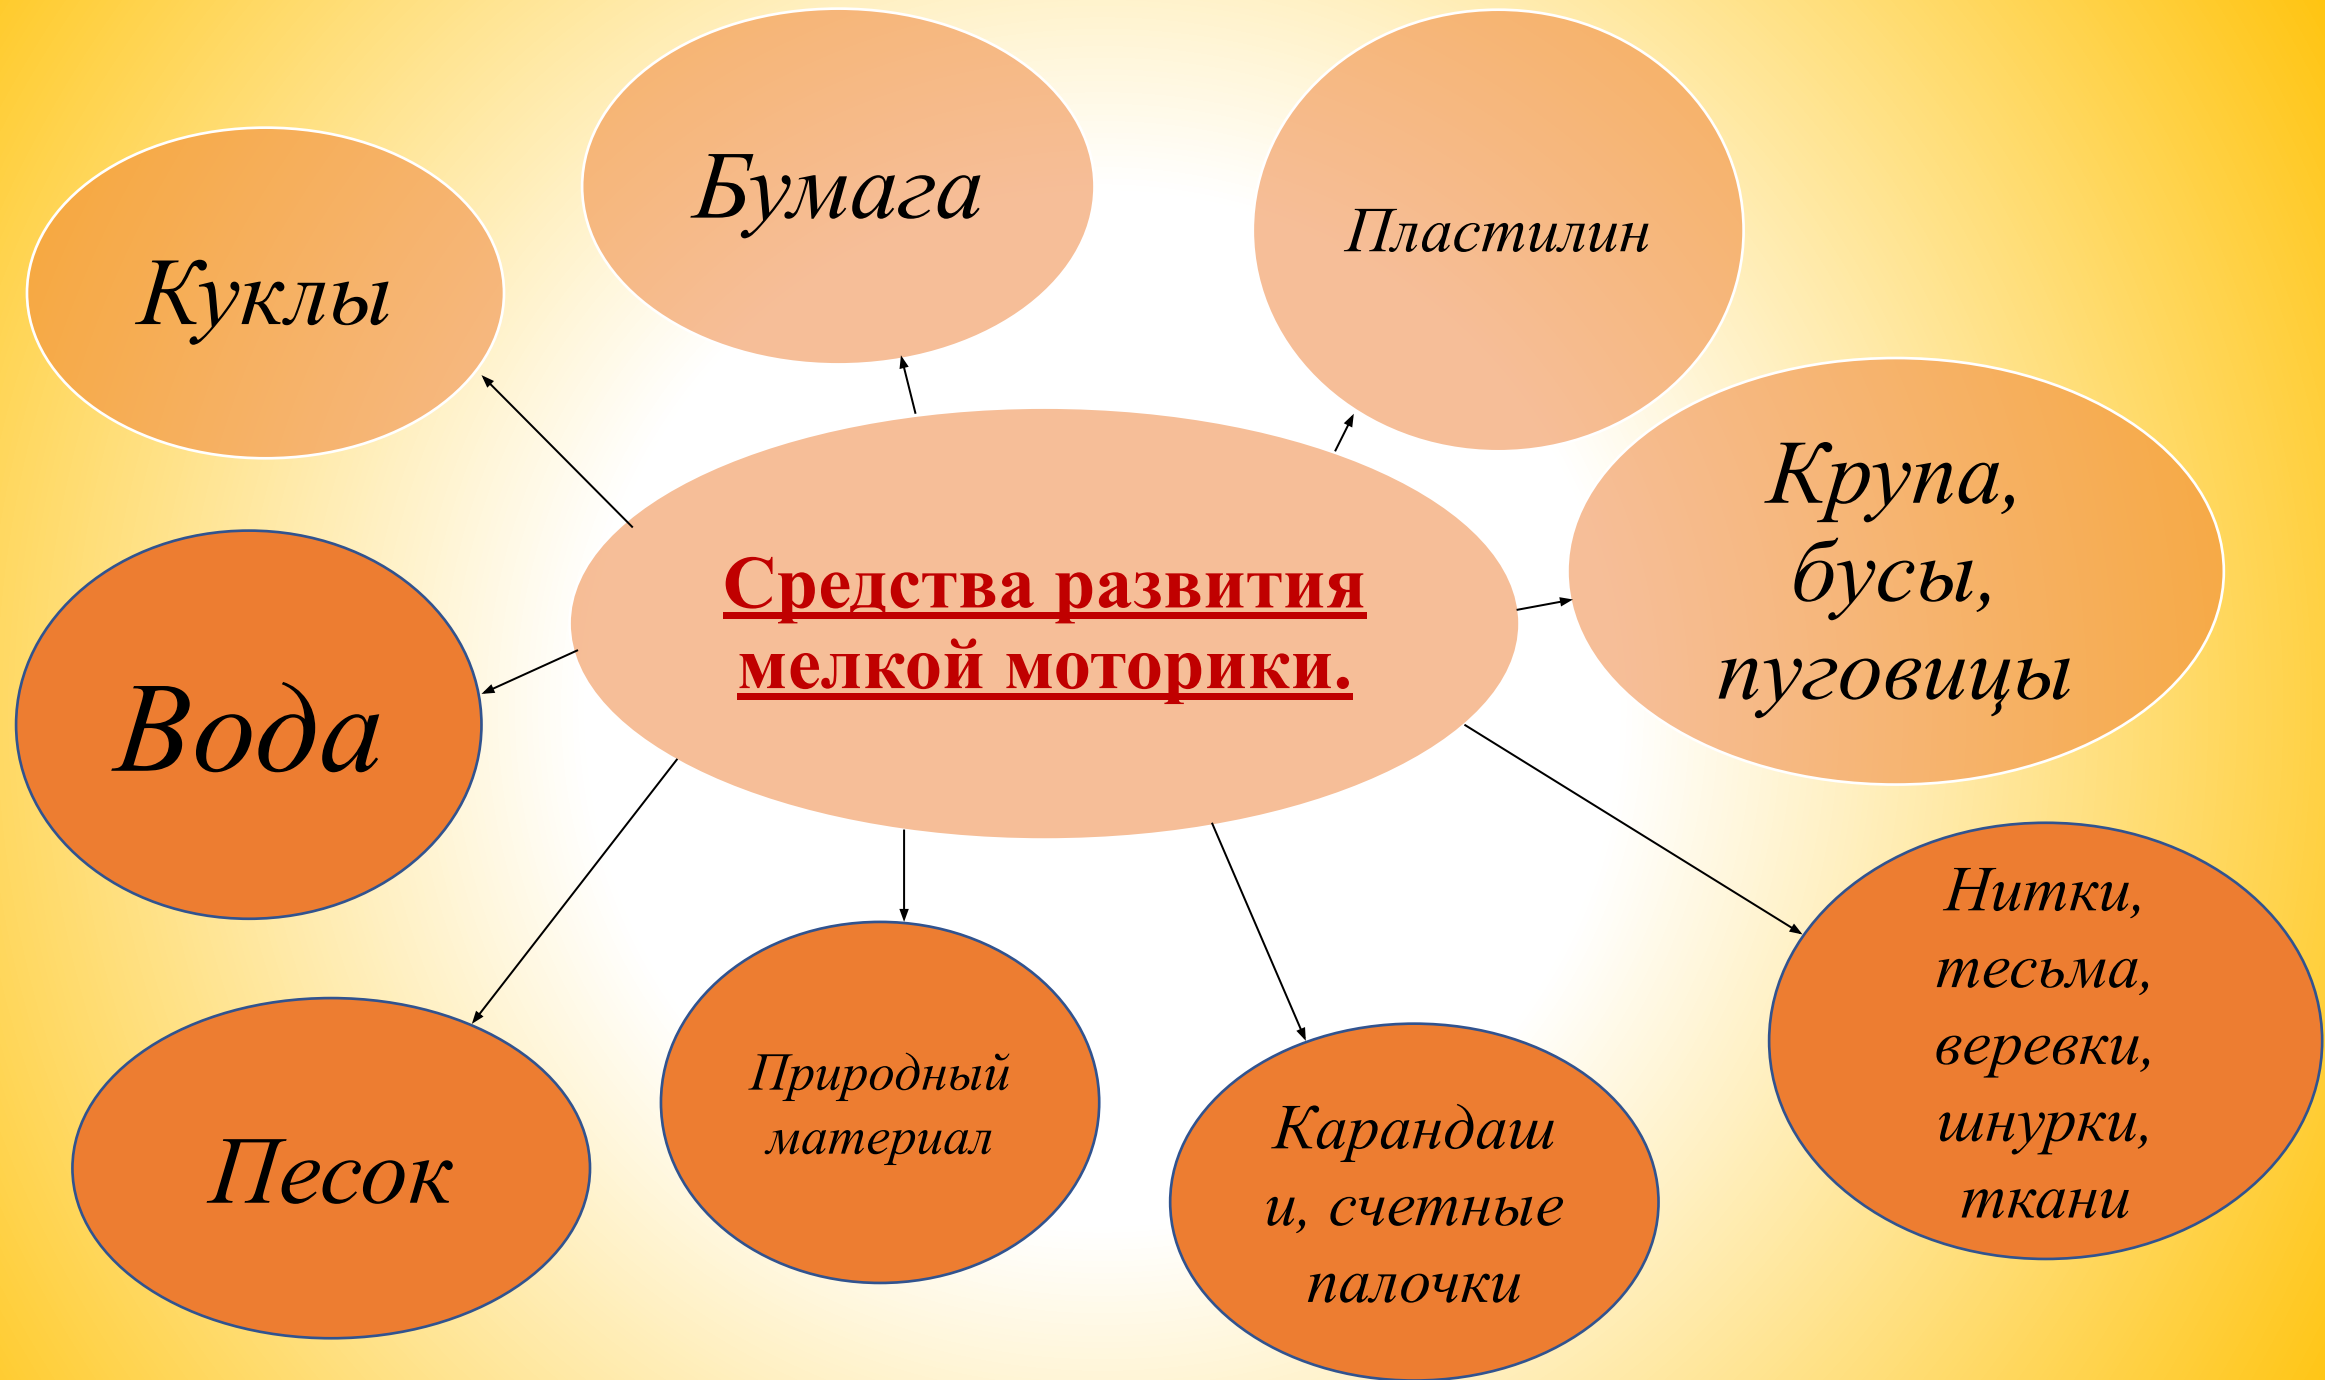 Бумага
Пластилин
Куклы
Крупа,
бусы,
пуговицы
Средства развития
мелкой моторики.
Вода
Нитки,
тесьма,
веревки,
шнурки,
ткани
Песок
Природный
материал
Карандаш
и, счетные
палочки